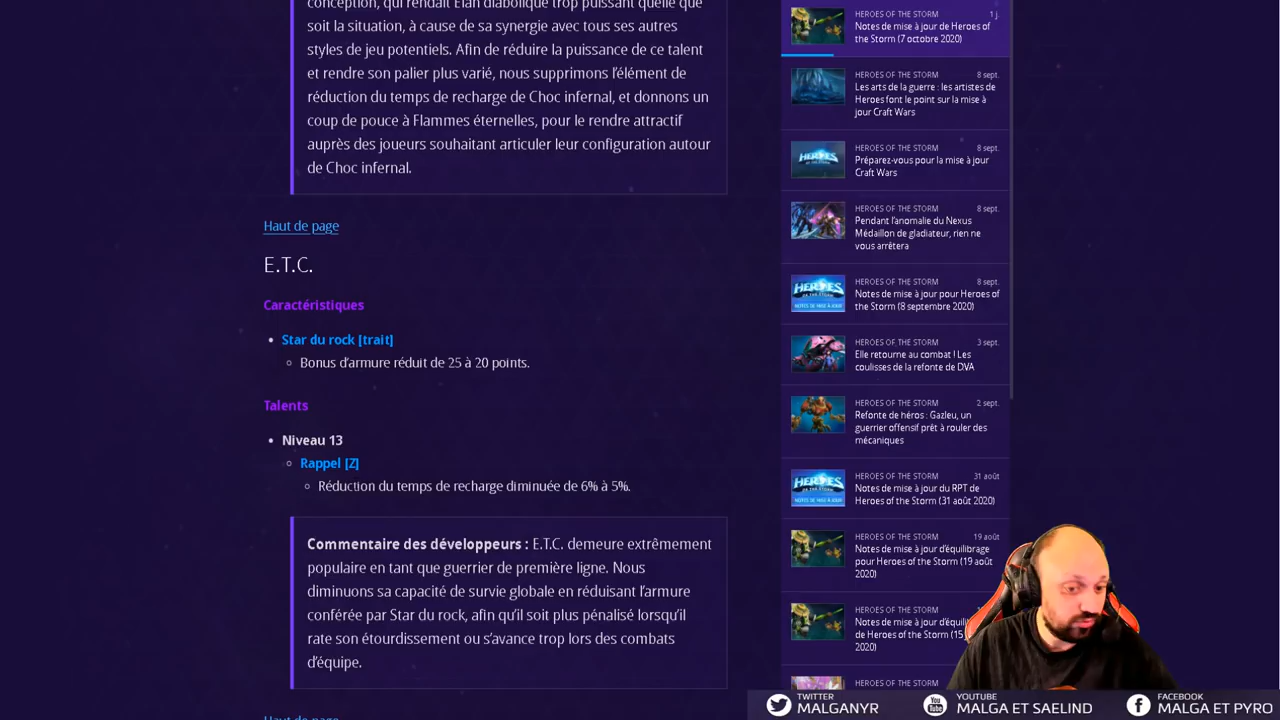 conception, qui rendait Élan diabolique trop puissant quelle que
soit la situation, à cause de sa synergie avec tous ses autres
styles de jeu potentiels. Afin de réduire la puissance de ce talent
et rendre son palier plus varié, nous supprimons l'élément de
réduction du temps de recharge de Choc infernal, et donnons un
coup de pouce à Flammes éternelles, pour le rendre attractif
auprès des joueurs souhaitant articuler leur configuration autour
de Choc infernal.
Haut de page
E.T.C.
Caractéristiques
Star du rock [trait]
Bonus d'armure réduit de 25 à 20 points.
Talents
Niveau 13
Rappel [Z]
Réduction du temps de recharge diminuée de 6% à 5%.
Commentaire des développeurs : E.T.C. demeure extrêmement
populaire en tant que guerrier de première ligne. Nous
diminuons sa capacité de survie globale en réduisant l'armure
conférée par Star du rock, afin qu'il soit plus pénalisé lorsqu'il
rate son étourdissement ou s'avance trop lors des combats
d'équipe.
Haut de page
HEROES OF THE STORM 1 j.
Notes de mise à jour de Heroes of
the Storm (7 octobre 2020)
HEROES OF THE STORM 8 sept.
Les arts de la guerre : les artistes de
Heroes font le point sur la mise à
jour Craft Wars
HEROES OF THE STORM 8 sept.
Préparez-vous pour la mise à jour
Craft Wars
HEROES OF THE STORM 8 sept.
Pendant l'anomalie du Nexus
Médaillon de gladiateur, rien ne
vous arrêtera
HEROES OF THE STORM 8 sept.
Notes de mise à jour pour Heroes of
the Storm (8 septembre 2020)
HEROES OF THE STORM 3 sept.
Elle retourne au combat ! Les
coulisses de la refonte de D.VA
HEROES OF THE STORM 2 sept.
Refonte de héros : Gazleu, un
guerrier offensif prêt à rouler des
mécaniques
HEROES OF THE STORM 31 août
Notes de mise à jour du RPT de
Heroes of the Storm (31 août 2020)
HEROES OF THE STORM 19 août
Notes de mise à jour d'équilibrage
pour Heroes of the Storm (19 août
2020)
HEROES OF THE STORM
Notes de mise à jour
de Heroes of the Storm (15
2020)
HEROES OF THE STORM
TWITTER
MALGANYR
YOUTUBE
MALGA ET SAELIND
FACEBOOK
MALGA ET PYRO